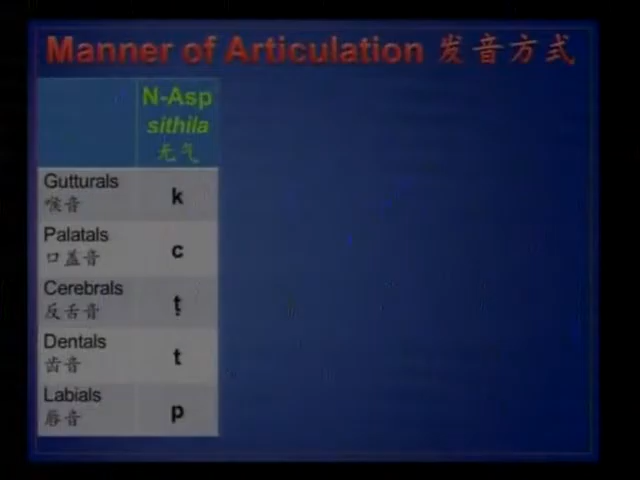 Manner of Articulation 发音方式
N-Asp
sithila
无气
Gutturals
喉音
k
Palatals
口盖音
c
Cerebrals
反舌音
ṭ
Dentals
齿音
t
Labials
唇音
p